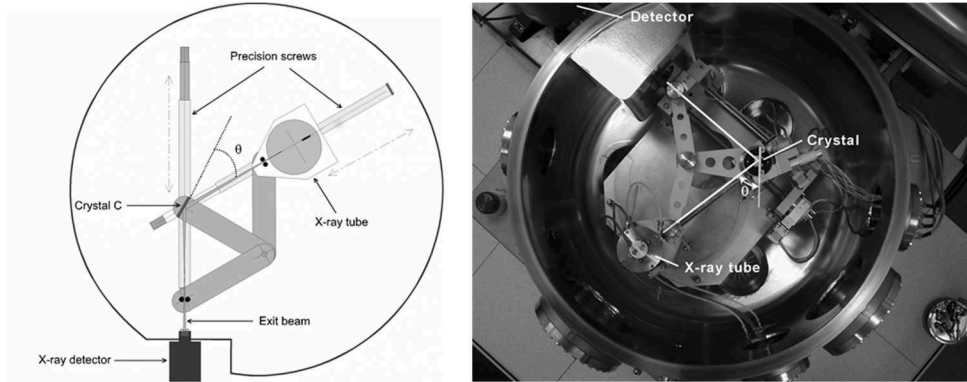 Precision screws
θ
Crystal C
X-ray tube
Exit beam
X-ray detector
Detector
Crystal
θ
X-ray tube